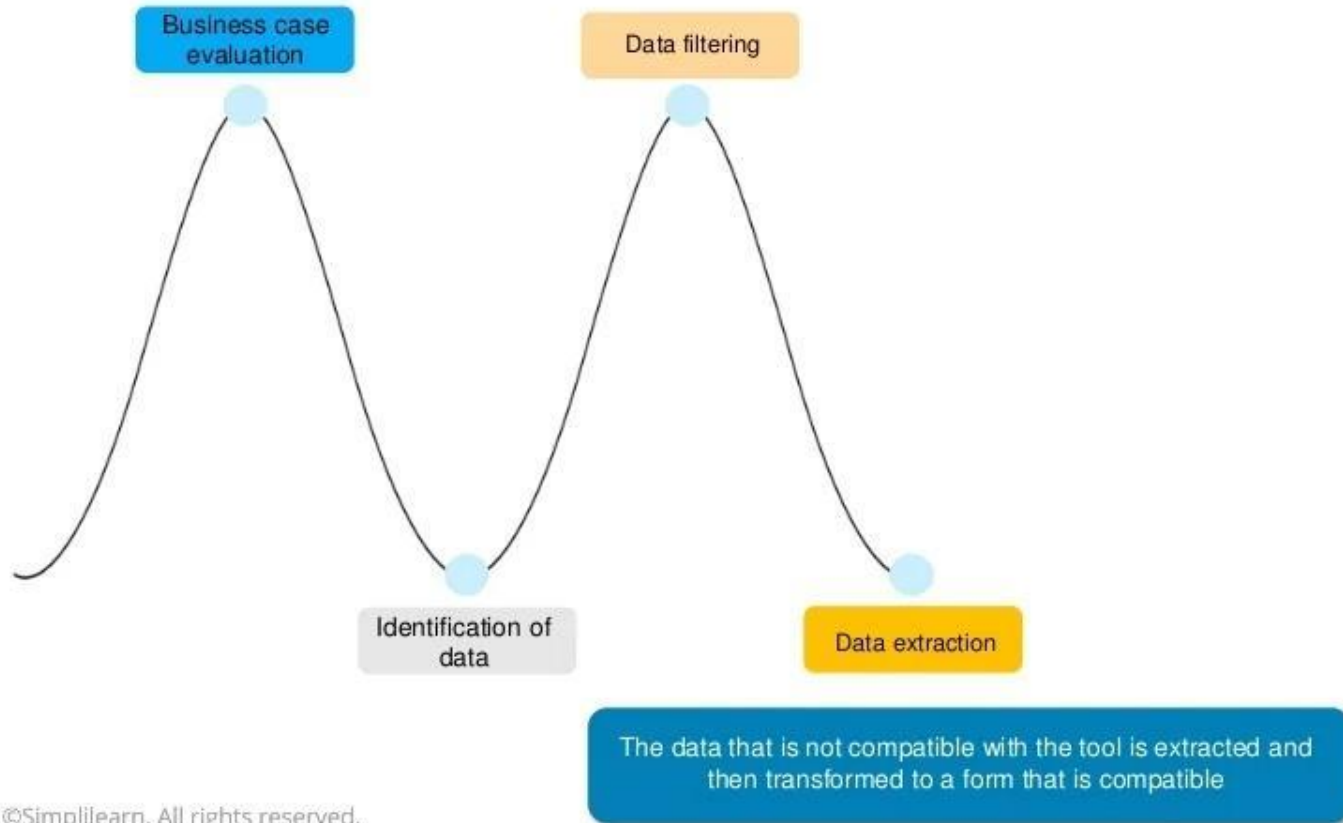 Business case
evaluation
Data filtering
Identification of
data
Data extraction
The data that is not compatible with the tool is extracted and
then transformed to a form that is compatible
©Simplilearn. All rights reserved.